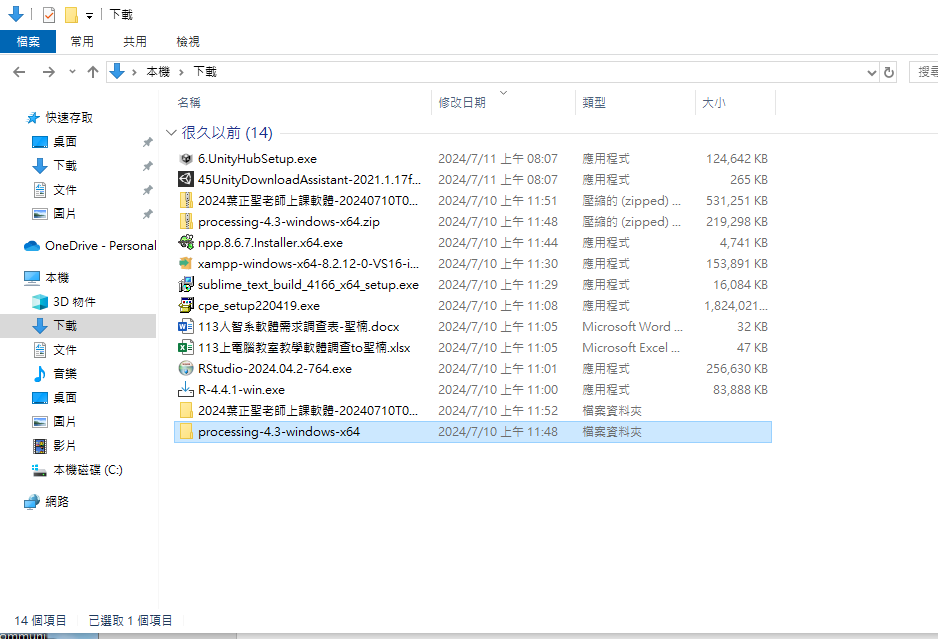 下載
檔案 常用 共用 檢視
本機 下載 搜尋
名稱 修改日期 類型 大小
快速存取
桌面
下載
文件
圖片
OneDrive - Personal
本機
3D 物件
下載
文件
音樂
桌面
圖片
影片
本機磁碟 (C:)
網路
很久以前 (14)
6.UnityHubSetup.exe 2024/7/11 上午 08:07 應用程式 124,642 KB
45UnityDownloadAssistant-2021.1.17f... 2024/7/11 上午 08:07 應用程式 265 KB
2024葉正聖老師上課軟體-20240710T0... 2024/7/10 上午 11:51 壓縮的 (zipped) ... 531,251 KB
processing-4.3-windows-x64.zip 2024/7/10 上午 11:48 壓縮的 (zipped) ... 219,298 KB
npp.8.6.7.Installer.x64.exe 2024/7/10 上午 11:44 應用程式 4,741 KB
xampp-windows-x64-8.2.12-0-VS16-i... 2024/7/10 上午 11:30 應用程式 153,891 KB
sublime_text_build_4166_x64_setup.exe 2024/7/10 上午 11:29 應用程式 16,084 KB
cpe_setup220419.exe 2024/7/10 上午 11:08 應用程式 1,824,021...
113人智系軟體需求調查表-聖楠.docx 2024/7/10 上午 11:05 Microsoft Word ... 32 KB
113上電腦教室教學軟體調查to聖楠.xlsx 2024/7/10 上午 11:05 Microsoft Excel ... 47 KB
RStudio-2024.04.2-764.exe 2024/7/10 上午 11:01 應用程式 256,630 KB
R-4.4.1-win.exe 2024/7/10 上午 11:00 應用程式 83,888 KB
2024葉正聖老師上課軟體-20240710T0... 2024/7/10 上午 11:52 檔案資料夾
processing-4.3-windows-x64 2024/7/10 上午 11:48 檔案資料夾
14 個項目 已選取 1 個項目